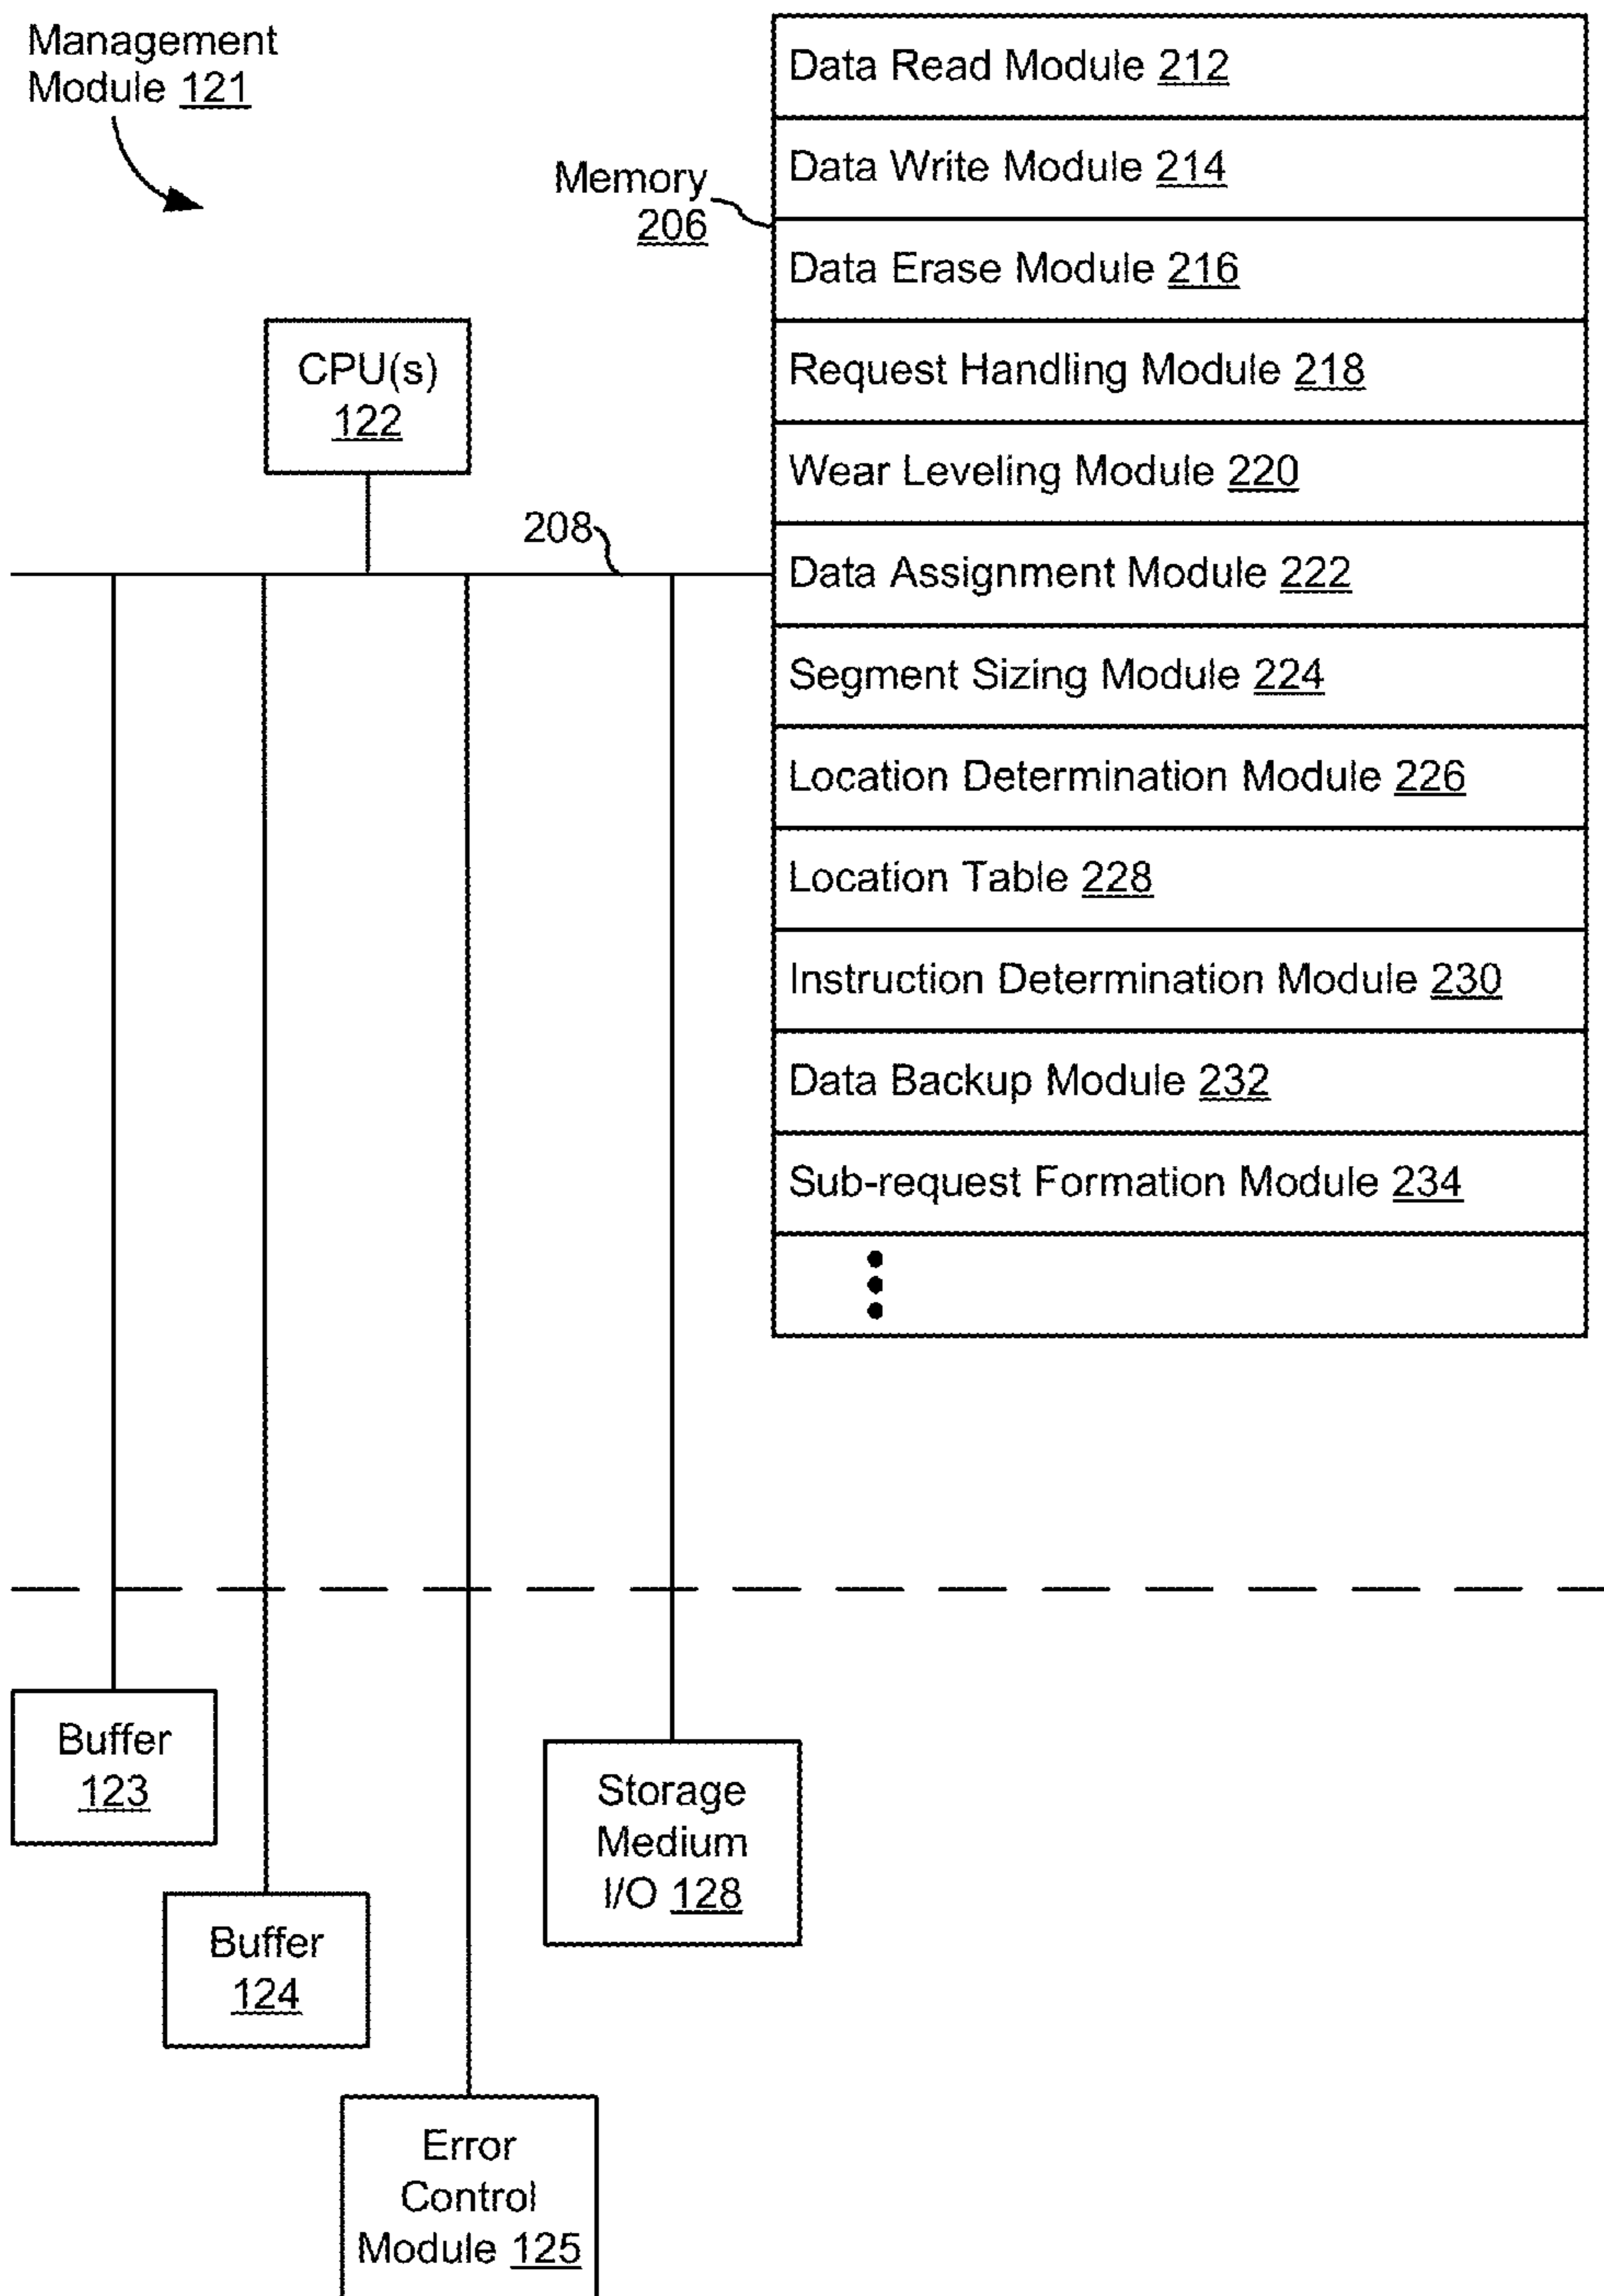 Management
Module 121
Memory
206
CPU(s)
122
208
Data Read Module 212
Data Write Module 214
Data Erase Module 216
Request Handling Module 218
Wear Leveling Module 220
Data Assignment Module 222
Segment Sizing Module 224
Location Determination Module 226
Location Table 228
Instruction Determination Module 230
Data Backup Module 232
Sub-request Formation Module 234
Buffer
123
Buffer
124
Storage
Medium
I/O 128
Error
Control
Module 125